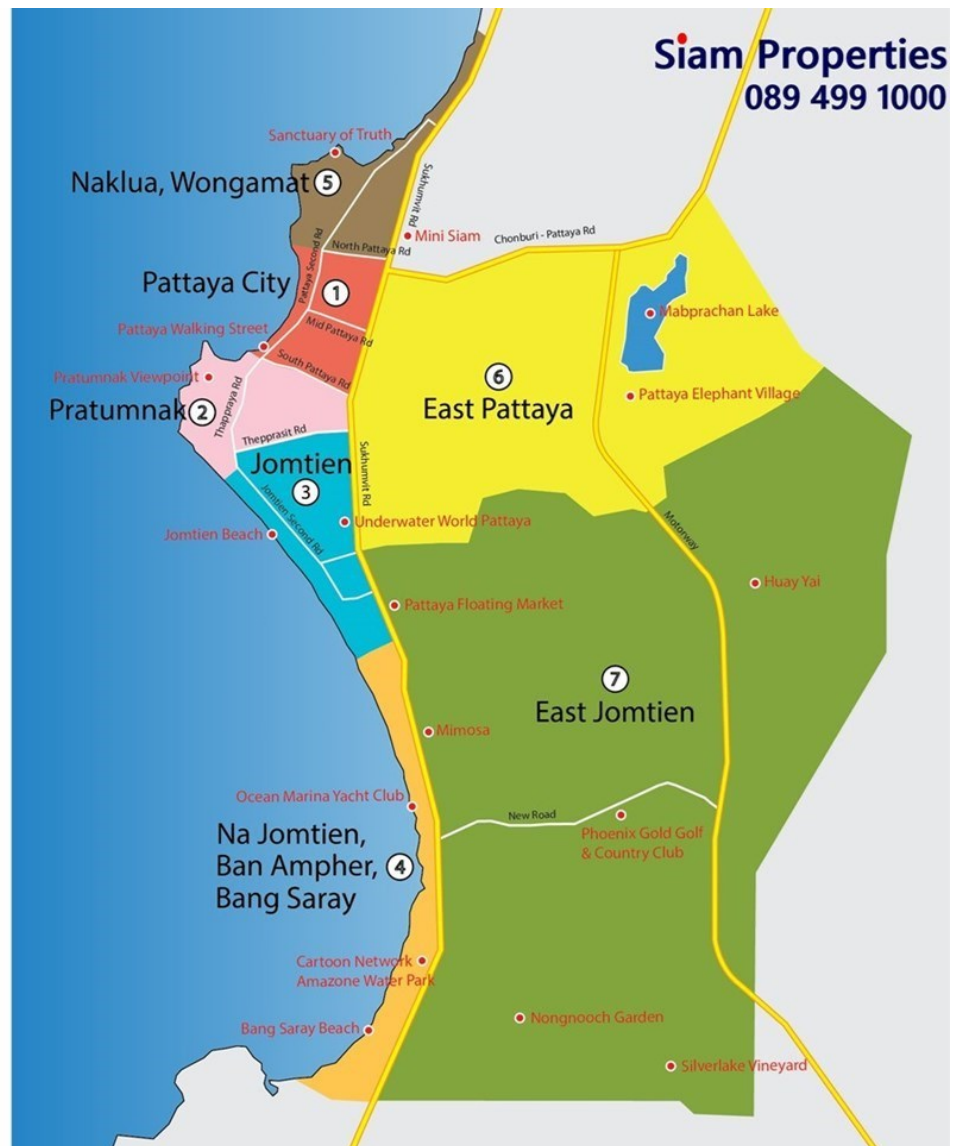 Siam Properties
089 499 1000
Sanctuary of Truth
Naklua, Wongamat 5
Sukhumvit Rd
Mini Siam
Chonburi - Pattaya Rd
North Pattaya Rd
Pattaya Second Rd
Pattaya City
1
Mabprachan Lake
Mid Pattaya Rd
Pattaya Walking Street
South Pattaya Rd
Pratumnak Viewpoint
6
East Pattaya
Pattaya Elephant Village
Pratumnak 2
Thappraya Rd
Thepprasit Rd
Jomtien
3
Sukhumvit Rd
Jomtien Second Rd
Underwater World Pattaya
Jomtien Beach
Motorway
Huay Yai
Pattaya Floating Market
7
East Jomtien
Mimosa
Ocean Marina Yacht Club
New Road
Phoenix Gold Golf
& Country Club
Na Jomtien,
Ban Ampher, 4
Bang Saray
Cartoon Network
Amazone Water Park
Bang Saray Beach
Nongnooch Garden
Silverlake Vineyard